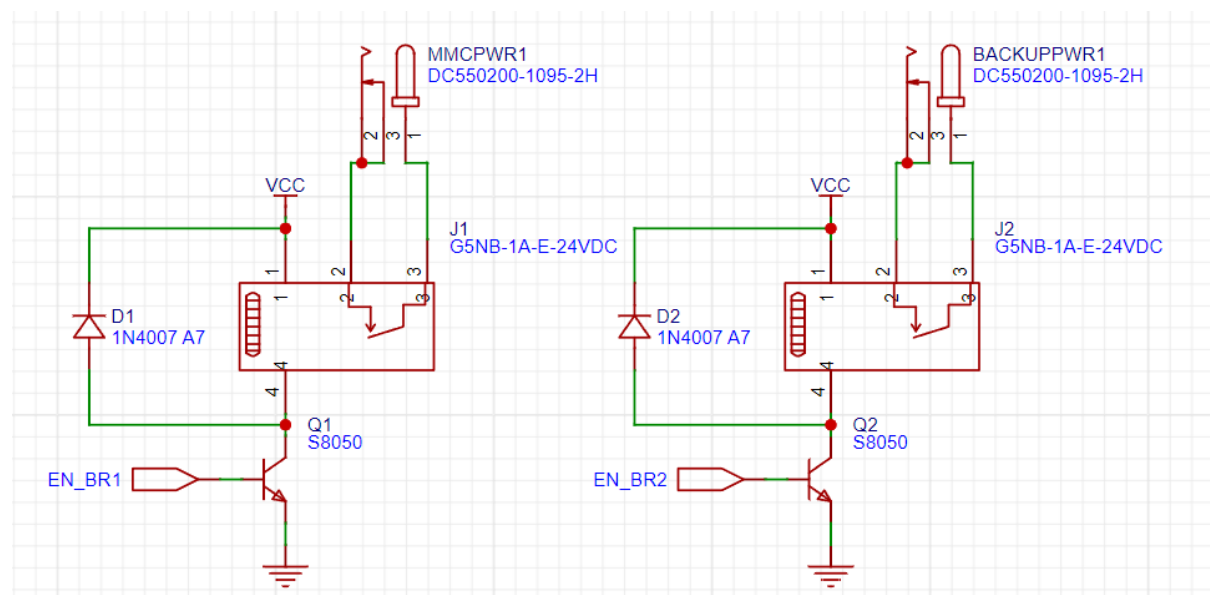 MMCPWR1
DC550200-1095-2H
2
3
1
VCC
J1
G5NB-1A-E-24VDC
1
2
3
1
2
3
D1
1N4007 A7
4
4
Q1
S8050
EN_BR1
BACKUPPWR1
DC550200-1095-2H
2
3
1
VCC
J2
G5NB-1A-E-24VDC
1
2
3
1
2
3
D2
1N4007 A7
4
4
Q2
S8050
EN_BR2